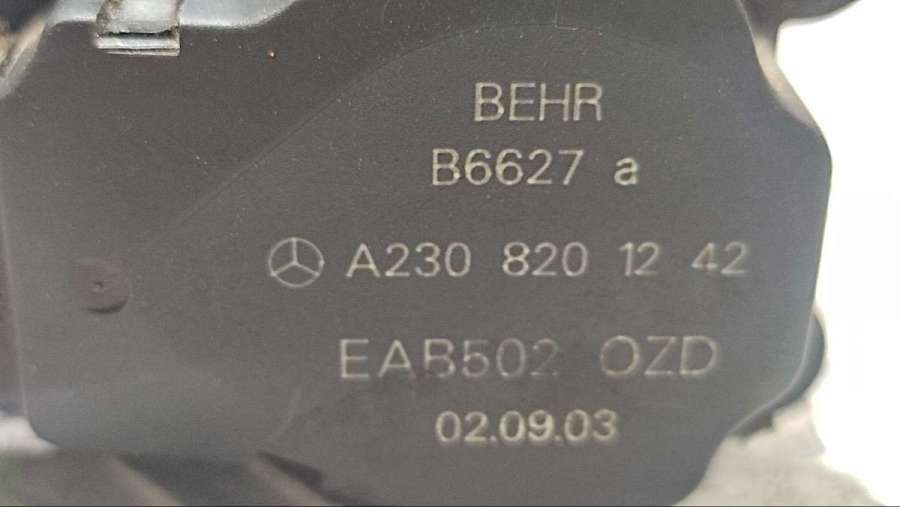 BEHR
B6627 a
A230 820 12 42
EAB502 OZD
02.09.03